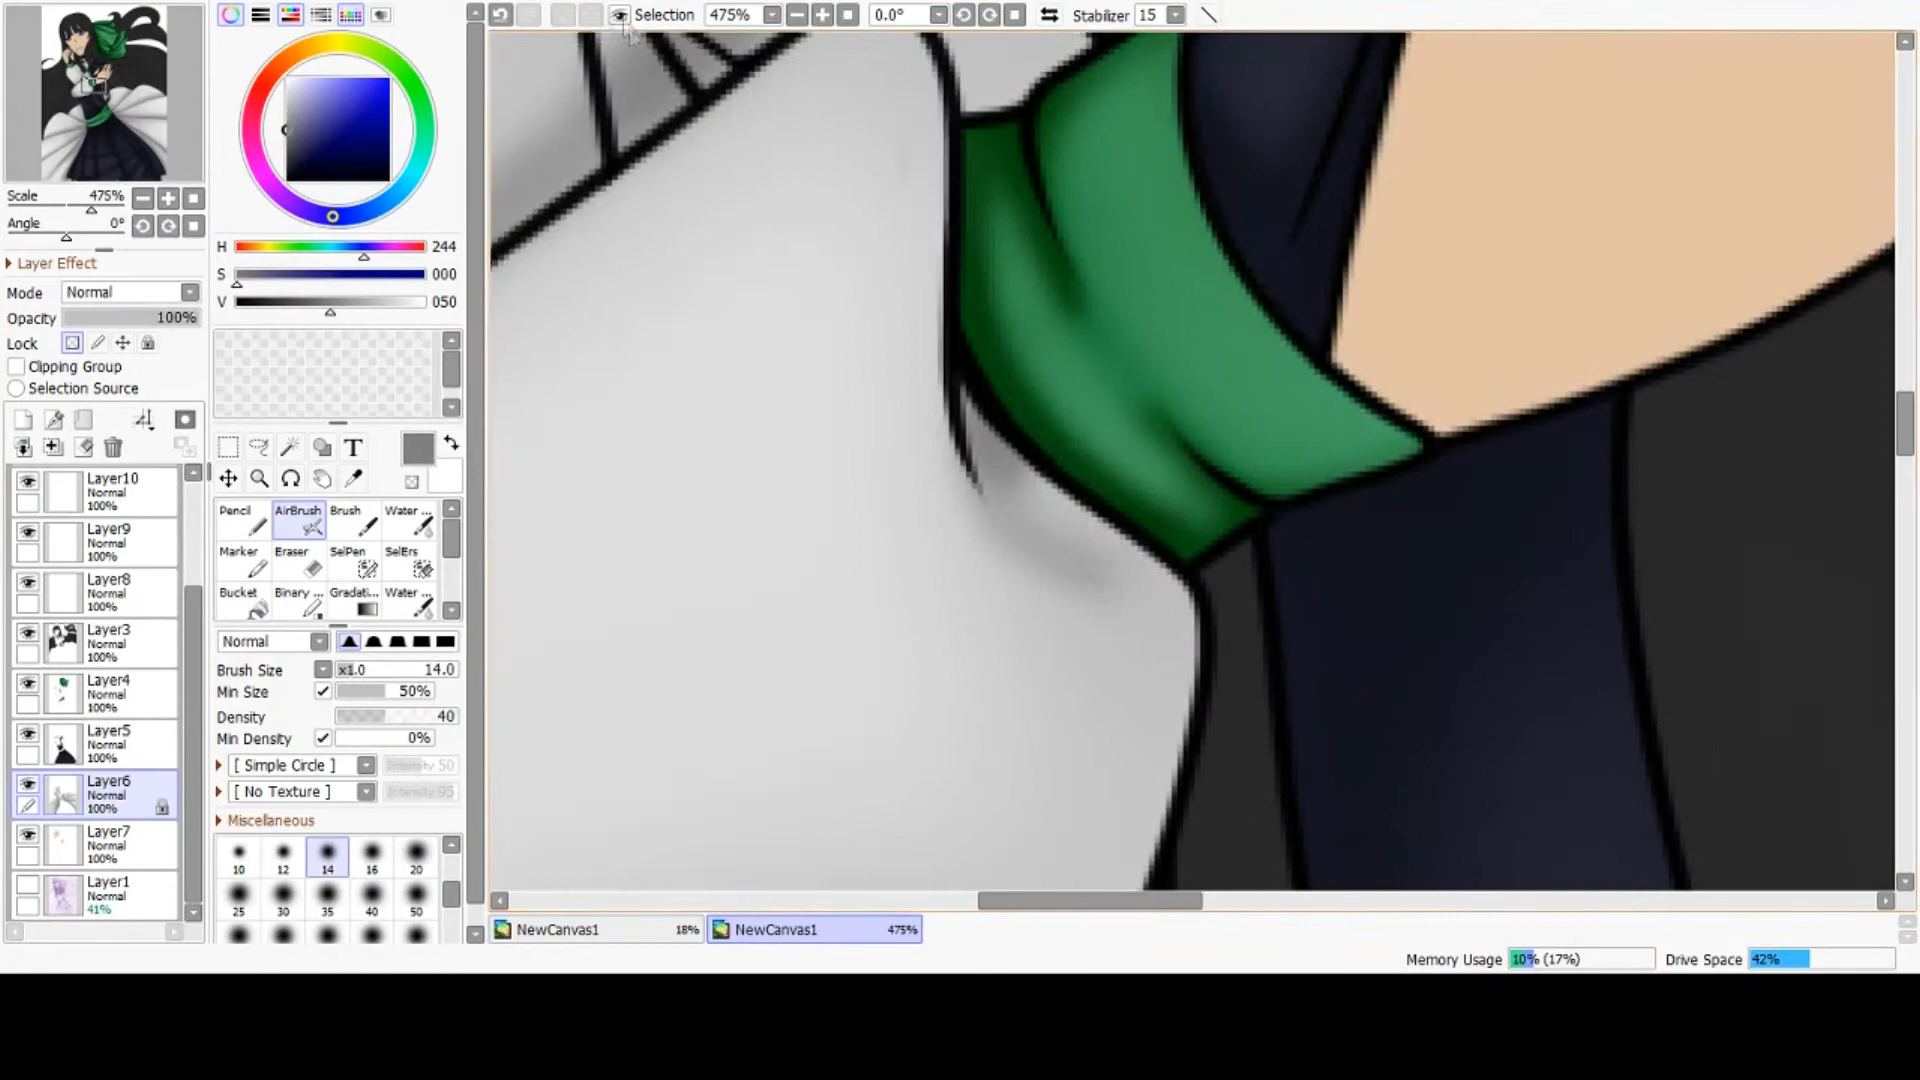 Selection 475% 0.0° Stabilizer 15
Scale 475%
Angle 0°
Layer Effect
Mode Normal
Opacity 100%
Lock
Clipping Group
Selection Source
Layer10
Normal
100%
Layer9
Normal
100%
Layer8
Normal
100%
Layer3
Normal
100%
Layer4
Normal
100%
Layer5
Normal
100%
Layer6
Normal
100%
Layer7
Normal
100%
Layer1
Normal
41%
H 244
S 000
V 050
T
Pencil AirBrush Brush Water ...
Marker Eraser SelPen SelErs
Bucket Binary ... Gradati... Water ...
Normal
Brush Size x1.0 14.0
Min Size 50%
Density 40
Min Density 0%
[ Simple Circle ] Intensity 50
[ No Texture ] Intensity 95
Miscellaneous
10 12 14 16 20
25 30 35 40 50
NewCanvas1 18% NewCanvas1 475%
Memory Usage 10% (17%) Drive Space 42%